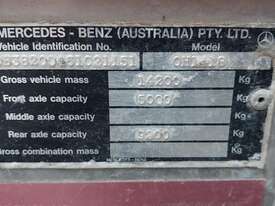 MERCEDES - BENZ (AUSTRALIA) PTY. LTD.
Vehicle Identification No. Model
Gross vehicle mass 14200 Kg
Front axle capacity 5000 Kg
Middle axle capacity Kg
Rear axle capacity 9200 Kg
Gross combination mass Kg